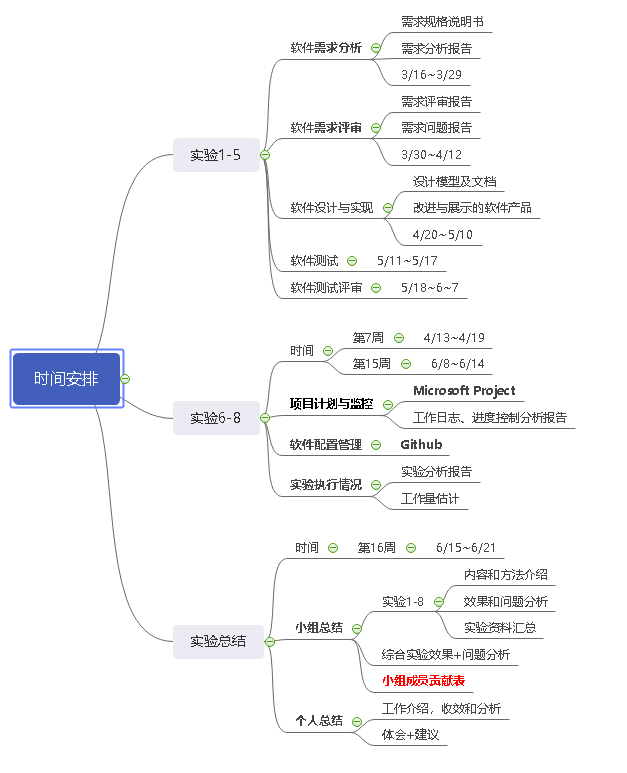 时间安排
实验1-5
软件需求分析
需求规格说明书
需求分析报告
3/16~3/29
软件需求评审
需求评审报告
需求问题报告
3/30~4/12
软件设计与实现
设计模型及文档
改进与展示的软件产品
4/20~5/10
软件测试
5/11~5/17
软件测试评审
5/18~6~7
实验6-8
时间
第7周
4/13~4/19
第15周
6/8~6/14
项目计划与监控
Microsoft Project
工作日志、进度控制分析报告
软件配置管理
Github
实验执行情况
实验分析报告
工作量估计
实验总结
时间
第16周
6/15~6/21
小组总结
实验1-8
内容和方法介绍
效果和问题分析
实验资料汇总
综合实验效果+问题分析
小组成员贡献表
个人总结
工作介绍，收效和分析
体会+建议